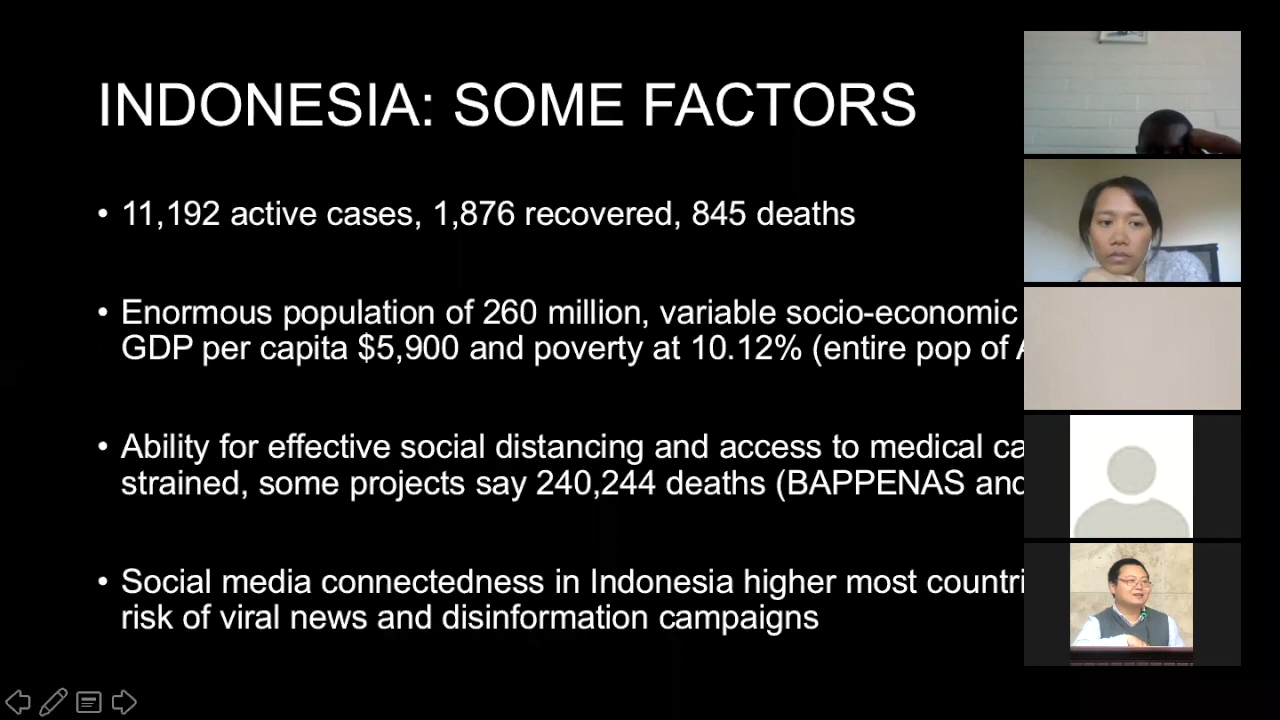 INDONESIA: SOME FACTORS
• 11,192 active cases, 1,876 recovered, 845 deaths
• Enormous population of 260 million, variable socio-economic
GDP per capita $5,900 and poverty at 10.12% (entire pop of
• Ability for effective social distancing and access to medical
strained, some projects say 240,244 deaths (BAPPENAS and
• Social media connectedness in Indonesia higher most
risk of viral news and disinformation campaigns